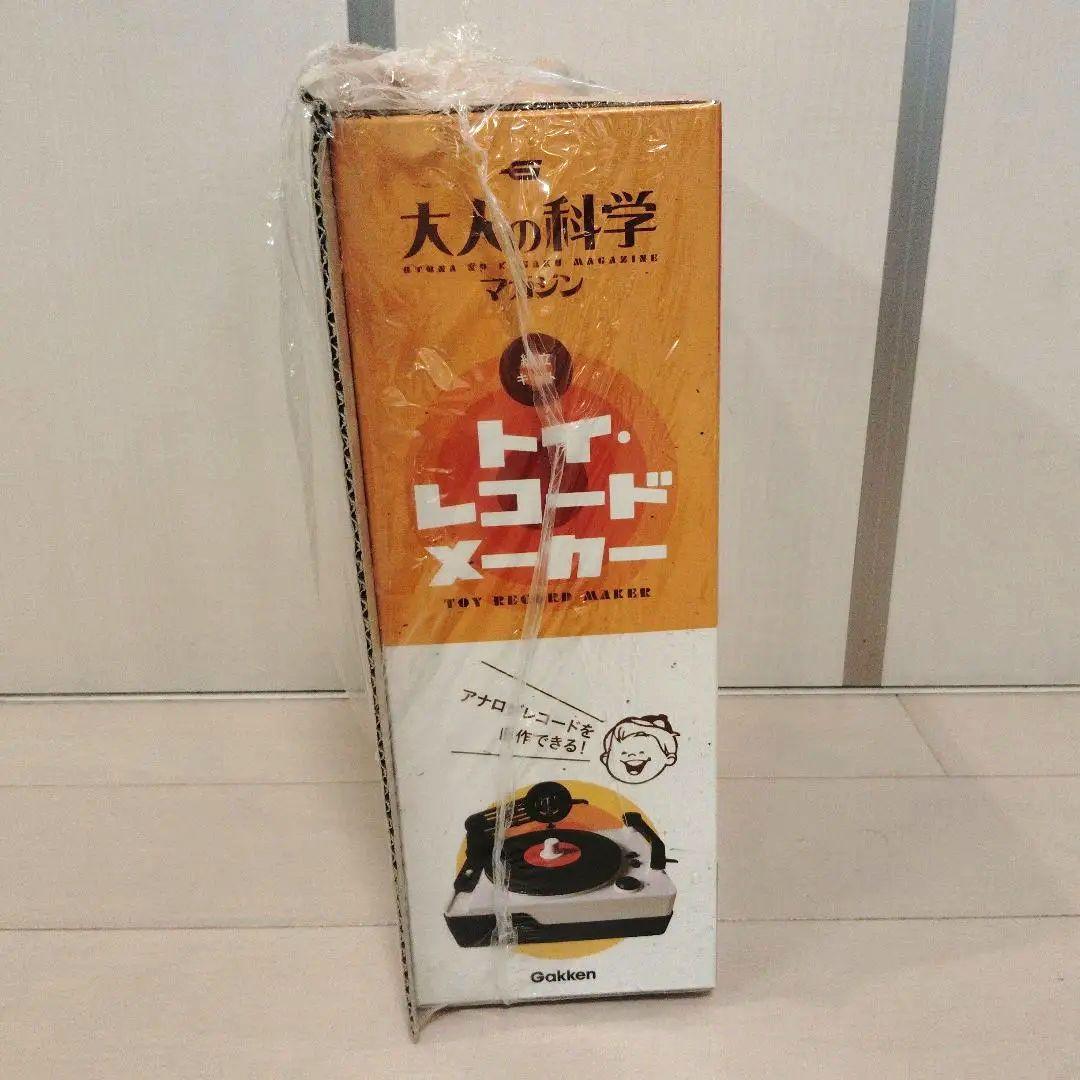 大人の科学
OTONA NO KAGAKU MAGAZINE
マガジン
トイ・
レコード
メーカー
TOY RECORD MAKER
アナログレコードを
自作できる!
Gakken